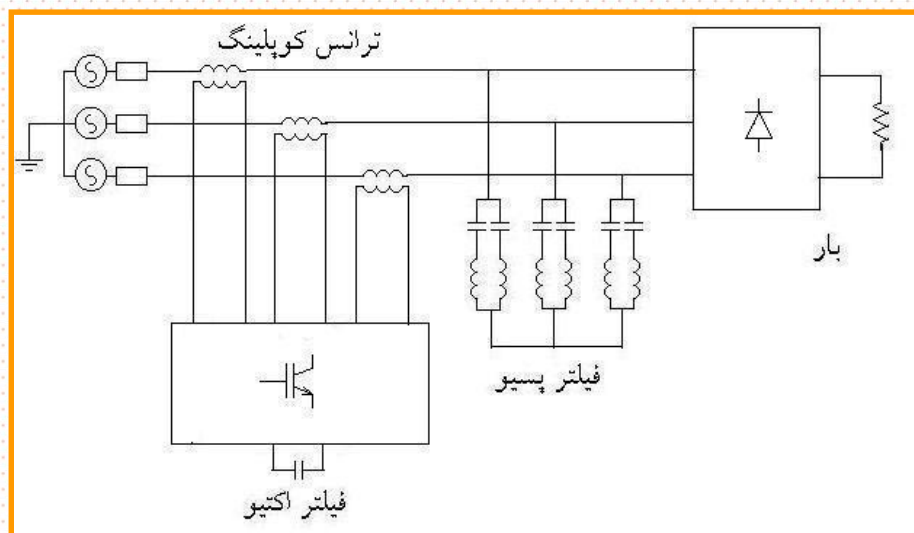 ترانس کوپلینگ
بار
فیلتر پسیو
فیلتر اکتیو